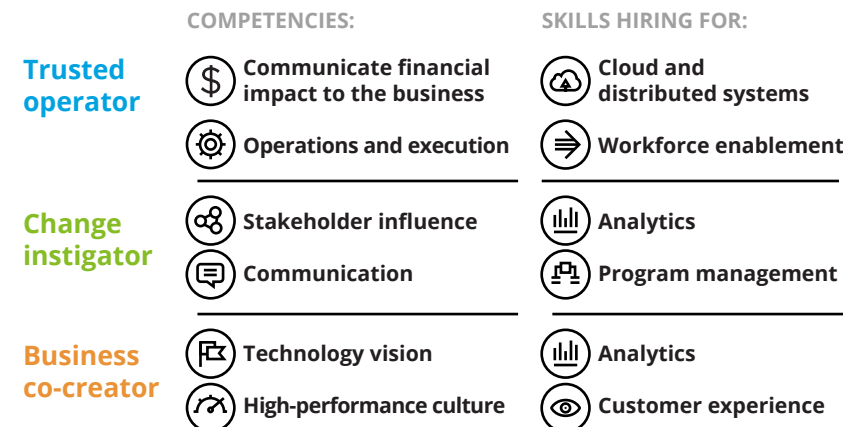 COMPETENCIES:
SKILLS HIRING FOR:
Trusted
operator
Communicate financial
impact to the business
Cloud and
distributed systems
Operations and execution
Workforce enablement
Change
instigator
Stakeholder influence
Analytics
Communication
Program management
Business
co-creator
Technology vision
Analytics
High-performance culture
Customer experience